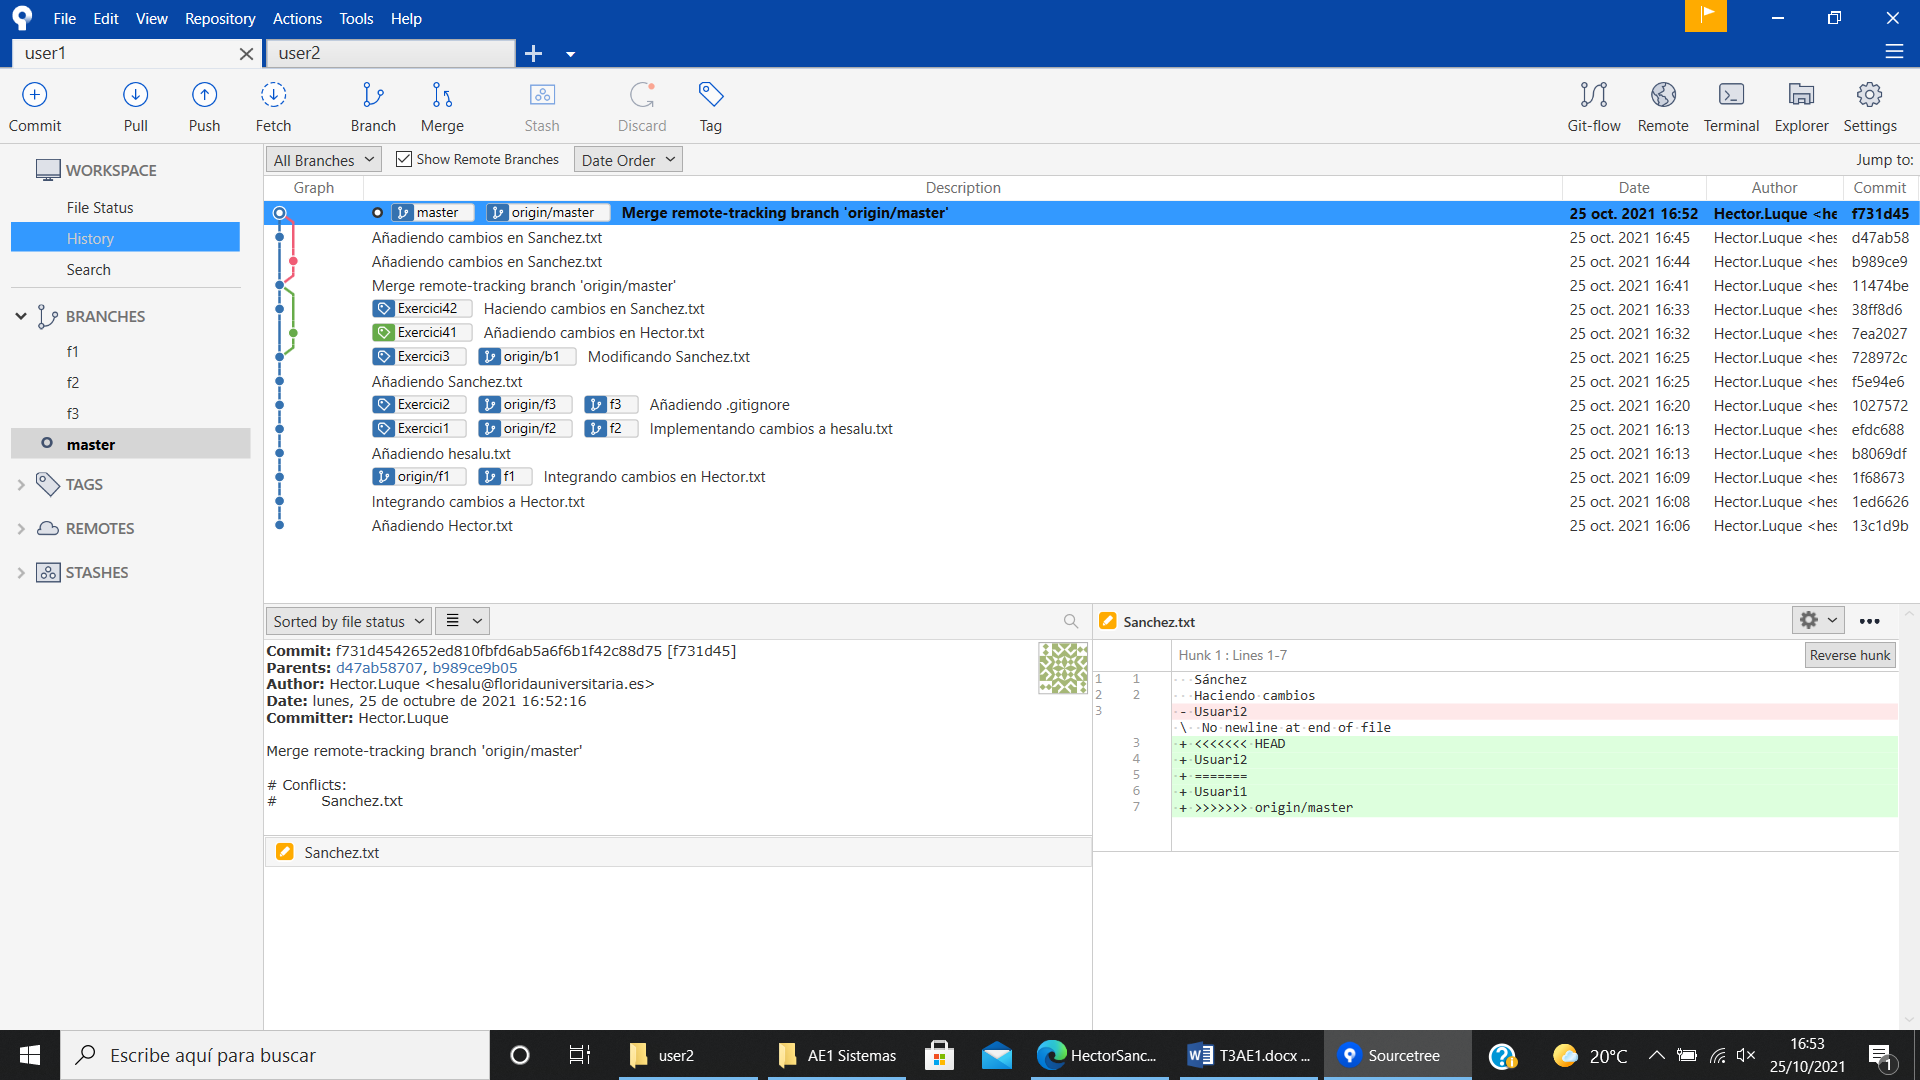 File Edit View Repository Actions Tools Help
user1 user2
Commit Pull Push Fetch Branch Merge Stash Discard Tag Git-flow Remote Terminal Explorer Settings
WORKSPACE
File Status
History
Search
BRANCHES
f1
f2
f3
master
TAGS
REMOTES
STASHES
All Branches Show Remote Branches Date Order Jump to:
Graph Description Date Author Commit
master origin/master Merge remote-tracking branch 'origin/master' 25 oct. 2021 16:52 Hector.Luque <he f731d45
Añadiendo cambios en Sanchez.txt 25 oct. 2021 16:45 Hector.Luque <hes d47ab58
Añadiendo cambios en Sanchez.txt 25 oct. 2021 16:44 Hector.Luque <hes b989ce9
Merge remote-tracking branch 'origin/master' 25 oct. 2021 16:41 Hector.Luque <hes 11474be
Exercici42 Haciendo cambios en Sanchez.txt 25 oct. 2021 16:33 Hector.Luque <hes 38ff8d6
Exercici41 Añadiendo cambios en Hector.txt 25 oct. 2021 16:32 Hector.Luque <hes 7ea2027
Exercici3 origin/b1 Modificando Sanchez.txt 25 oct. 2021 16:25 Hector.Luque <hes 728972c
Añadiendo Sanchez.txt 25 oct. 2021 16:25 Hector.Luque <hes f5e94e6
Exercici2 origin/f3 f3 Añadiendo .gitignore 25 oct. 2021 16:20 Hector.Luque <hes 1027572
Exercici1 origin/f2 f2 Implementando cambios a hesalu.txt 25 oct. 2021 16:13 Hector.Luque <hes efdc688
Añadiendo hesalu.txt 25 oct. 2021 16:13 Hector.Luque <hes b8069df
origin/f1 f1 Integrando cambios en Hector.txt 25 oct. 2021 16:09 Hector.Luque <hes 1f68673
Integrando cambios a Hector.txt 25 oct. 2021 16:08 Hector.Luque <hes 1ed6626
Añadiendo Hector.txt 25 oct. 2021 16:06 Hector.Luque <hes 13c1d9b
Sorted by file status
Commit: f731d4542652ed810fbfd6ab5a6f6b1f42c88d75 [f731d45]
Parents: d47ab58707, b989ce9b05
Author: Hector.Luque <hesalu@floridauniversitaria.es>
Date: lunes, 25 de octubre de 2021 16:52:16
Committer: Hector.Luque
Merge remote-tracking branch 'origin/master'
# Conflicts:
# Sanchez.txt
Sanchez.txt
Sanchez.txt
Hunk 1 : Lines 1-7 Reverse hunk
1 1 Sánchez
2 2 Haciendo cambios
3 - Usuari2
\ No newline at end of file
3 + <<<<<<< HEAD
4 + Usuari2
5 + =======
6 + Usuari1
7 + >>>>>>> origin/master
Escribe aquí para buscar user2 AE1 Sistemas HectorSanc... T3AE1.docx ... Sourcetree 20°C 16:53
25/10/2021 1